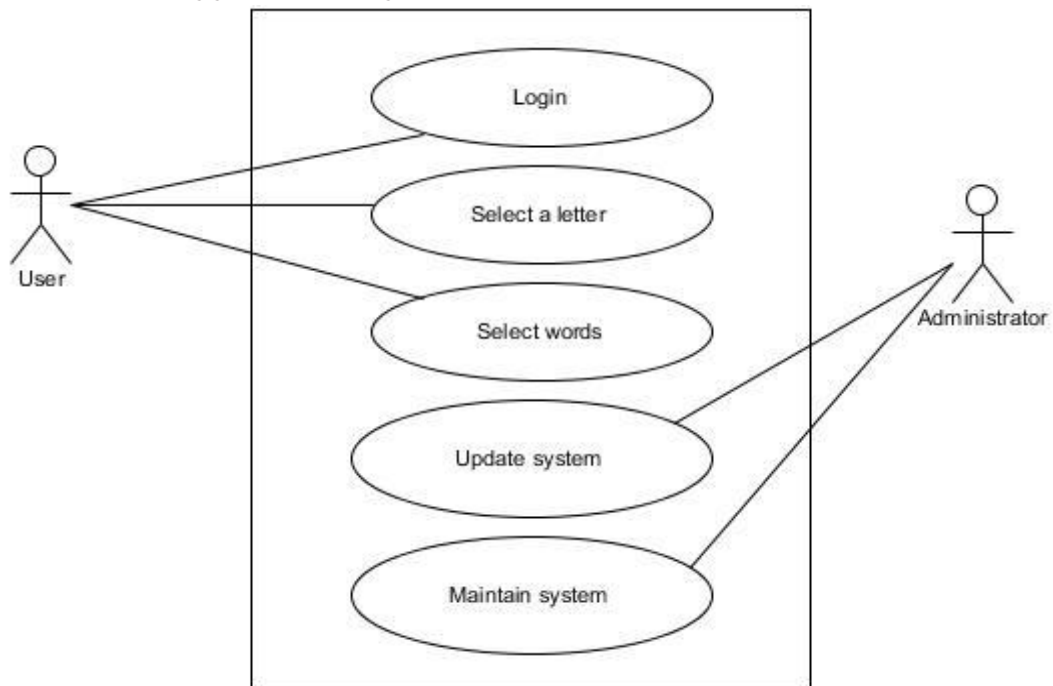 Login
Select a letter
User
Select words
Administrator
Update system
Maintain system